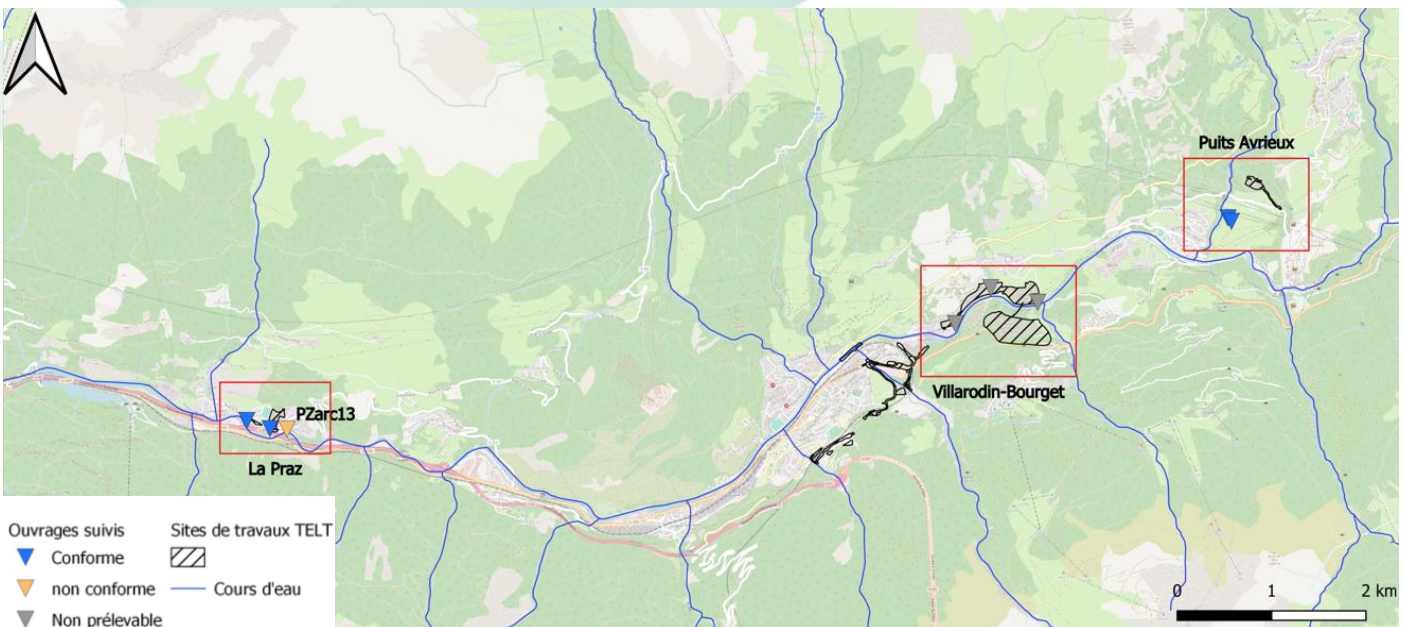 Puits Avrieux
Villarodin-Bourget
PZarc13
La Praz
Ouvrages suivis
Sites de travaux TELT
Conforme
non conforme
Cours d'eau
Non prélevable
0 1 2 km